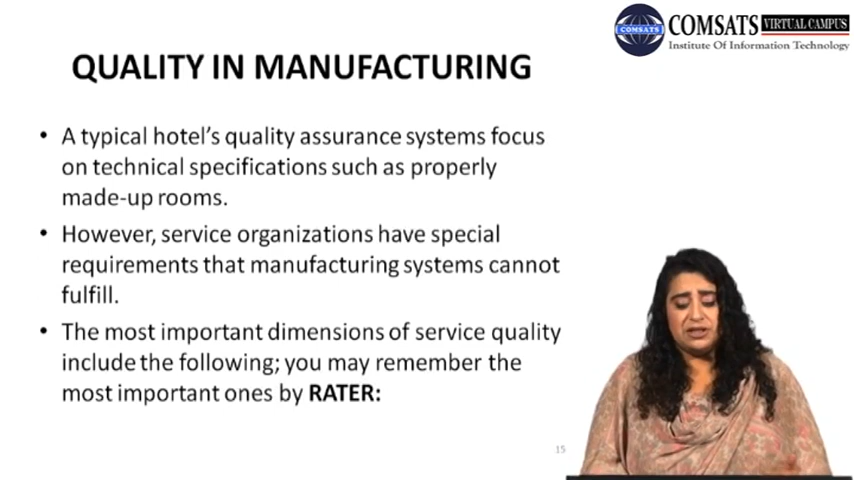 COMSATS VIRTUAL CAMPUS
COMSATS
Institute Of Information Technology
QUALITY IN MANUFACTURING
• A typical hotel's quality assurance systems focus
on technical specifications such as properly
made-up rooms.
• However, service organizations have special
requirements that manufacturing systems cannot
fulfill.
• The most important dimensions of service quality
include the following; you may remember the
most important ones by RATER:
15